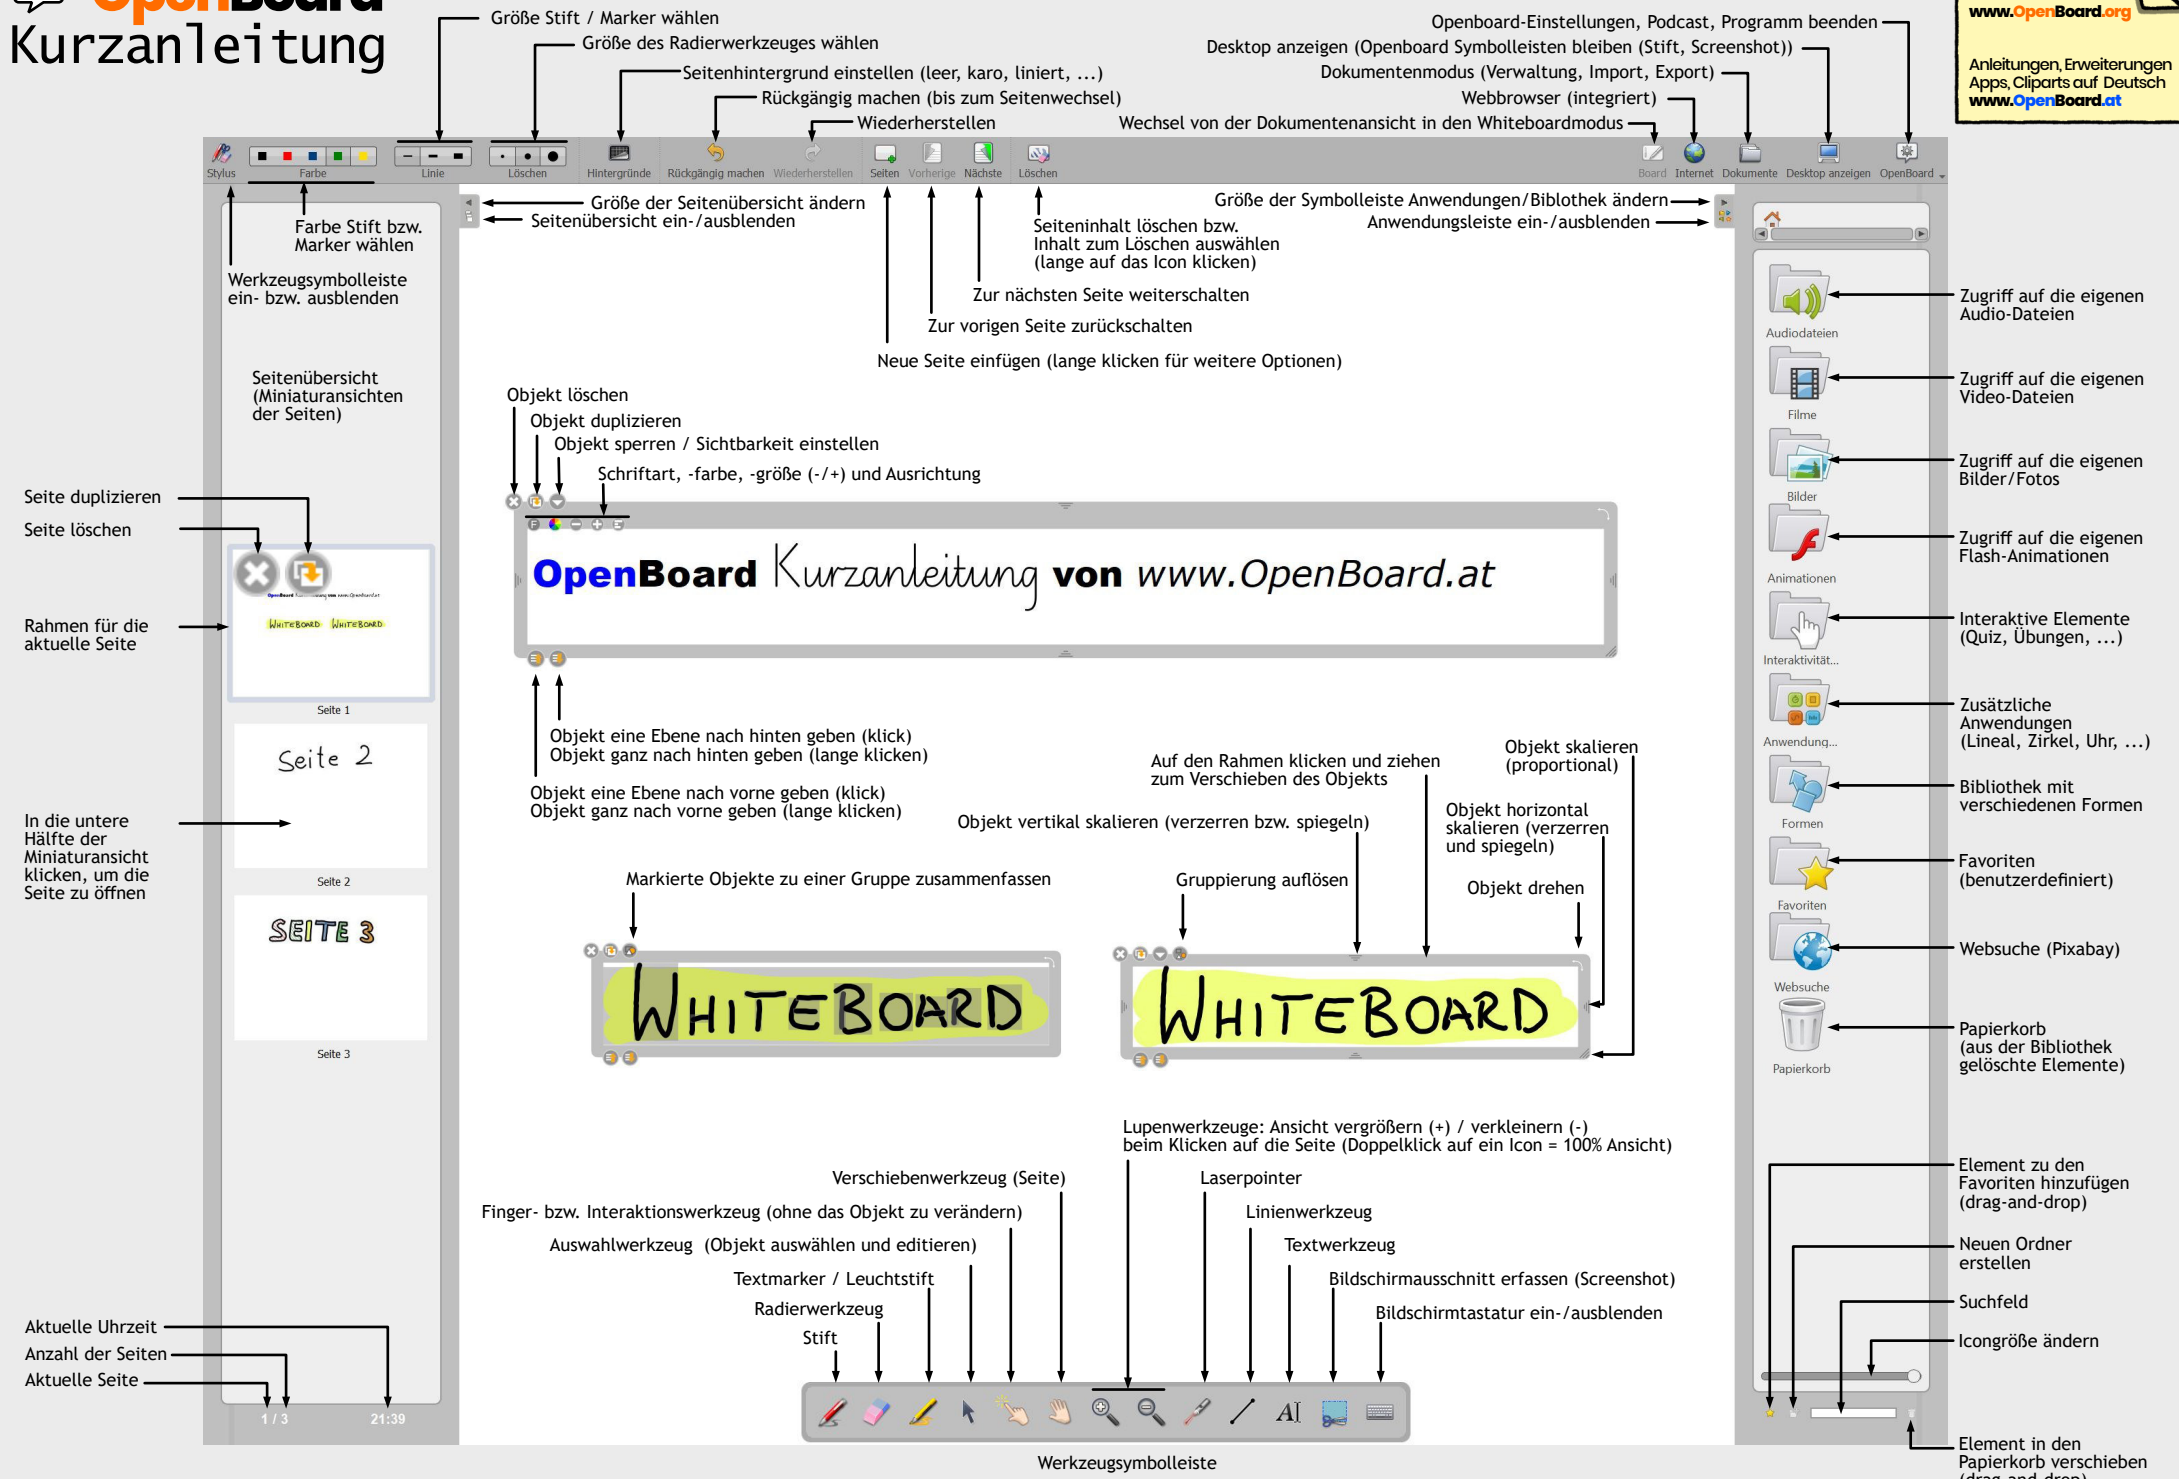 OpenBoard
Kurzanleitung
www.OpenBoard.org
Anleitungen, Erweiterungen
Apps, Cliparts auf Deutsch
www.OpenBoard.at
Größe Stift / Marker wählen
Größe des Radierwerkzeuges wählen
Seitenhintergrund einstellen (leer, karo, liniert, ...)
Rückgängig machen (bis zum Seitenwechsel)
Wiederherstellen
Openboard-Einstellungen, Podcast, Programm beenden
Desktop anzeigen (Openboard Symbolleisten bleiben (Stift, Screenshot))
Dokumentenmodus (Verwaltung, Import, Export)
Webbrowser (integriert)
Wechsel von der Dokumentenansicht in den Whiteboardmodus
Stylus
Farbe
Linie
Löschen
Hintergründe
Rückgängig machen
Wiederherstellen
Seiten
Vorherige
Nächste
Löschen
Board
Internet
Dokumente
Desktop anzeigen
OpenBoard
Größe der Seitenübersicht ändern
Seitenübersicht ein-/ausblenden
Farbe Stift bzw.
Marker wählen
Werkzeugsymbolleiste
ein- bzw. ausblenden
Seiteninhalt löschen bzw.
Inhalt zum Löschen auswählen
(lange auf das Icon klicken)
Zur nächsten Seite weiterschalten
Zur vorigen Seite zurückschalten
Neue Seite einfügen (lange klicken für weitere Optionen)
Größe der Symbolleiste Anwendungen/Biblothek ändern
Anwendungsleiste ein-/ausblenden
Seitenübersicht
(Miniaturansichten
der Seiten)
Objekt löschen
Objekt duplizieren
Objekt sperren / Sichtbarkeit einstellen
Schriftart, -farbe, -größe (-/+) und Ausrichtung
F
OpenBoard Kurzanleitung von www.OpenBoard.at
Seite duplizieren
Seite löschen
OpenBoard Kurzanleitung von www.OpenBoard.at
WHITEBOARD WHITEBOARD
Rahmen für die
aktuelle Seite
Seite 1
Seite 2
In die untere
Hälfte der
Miniaturansicht
klicken, um die
Seite zu öffnen
Seite 2
SEITE 3
Seite 3
Objekt eine Ebene nach hinten geben (klick)
Objekt ganz nach hinten geben (lange klicken)
Objekt eine Ebene nach vorne geben (klick)
Objekt ganz nach vorne geben (lange klicken)
Auf den Rahmen klicken und ziehen
zum Verschieben des Objekts
Objekt skalieren
(proportional)
Objekt vertikal skalieren (verzerren bzw. spiegeln)
Objekt horizontal
skalieren (verzerren
und spiegeln)
Markierte Objekte zu einer Gruppe zusammenfassen
Gruppierung auflösen
Objekt drehen
WHITEBOARD
WHITEBOARD
Audiodateien
Zugriff auf die eigenen
Audio-Dateien
Filme
Zugriff auf die eigenen
Video-Dateien
Bilder
Zugriff auf die eigenen
Bilder/Fotos
Animationen
Zugriff auf die eigenen
Flash-Animationen
Interaktivität...
Interaktive Elemente
(Quiz, Übungen, ...)
Anwendung...
Zusätzliche
Anwendungen
(Lineal, Zirkel, Uhr, ...)
Formen
Bibliothek mit
verschiedenen Formen
Favoriten
Favoriten
(benutzerdefiniert)
Websuche
Websuche (Pixabay)
Papierkorb
Papierkorb
(aus der Bibliothek
gelöschte Elemente)
Lupenwerkzeuge: Ansicht vergrößern (+) / verkleinern (-)
beim Klicken auf die Seite (Doppelklick auf ein Icon = 100% Ansicht)
Verschiebenwerkzeug (Seite)
Laserpointer
Finger- bzw. Interaktionswerkzeug (ohne das Objekt zu verändern)
Linienwerkzeug
Auswahlwerkzeug (Objekt auswählen und editieren)
Textwerkzeug
Textmarker / Leuchtstift
Bildschirmausschnitt erfassen (Screenshot)
Radierwerkzeug
Bildschirmtastatur ein-/ausblenden
Stift
AI
Werkzeugsymbolleiste
Aktuelle Uhrzeit
Anzahl der Seiten
Aktuelle Seite
1 / 3
21:39
Element zu den
Favoriten hinzufügen
(drag-and-drop)
Neuen Ordner
erstellen
Suchfeld
Icongröße ändern
Element in den
Papierkorb verschieben
(drag-and-drop)